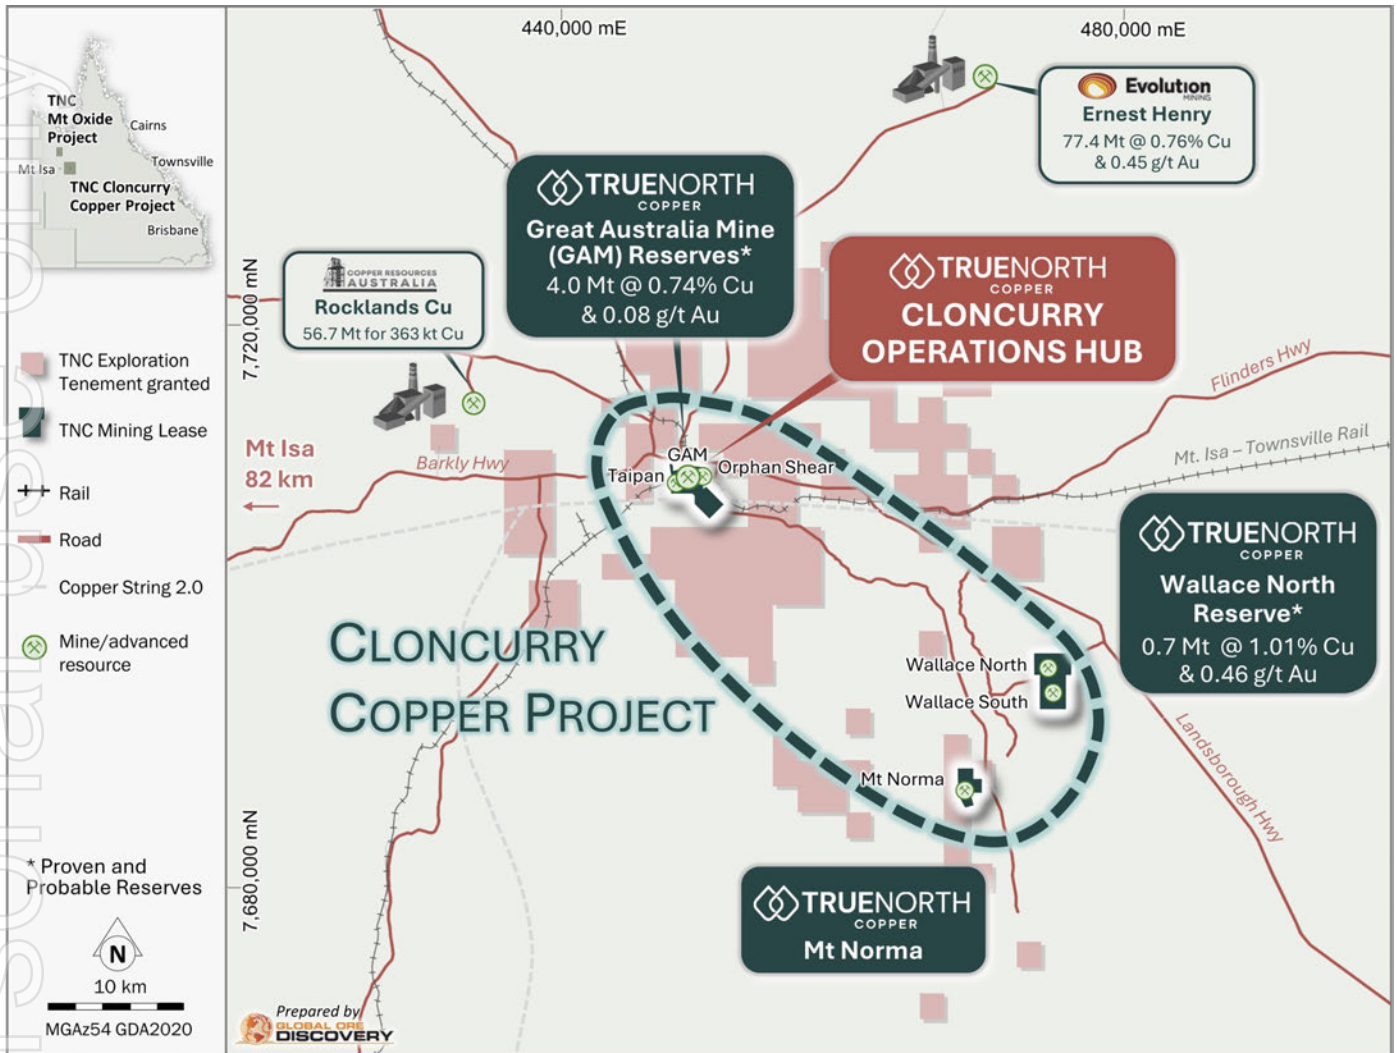 440,000 mE
480,000 mE
TNC
Mt Oxide
Project
Cairns
Townsville
Mt Isa
TNC Cloncurry
Copper Project
Brisbane
Evolution
MINING
Ernest Henry
77.4 Mt @ 0.76% Cu
& 0.45 g/t Au
TRUENORTH
COPPER
Great Australia Mine
(GAM) Reserves*
4.0 Mt @ 0.74% Cu
& 0.08 g/t Au
TRUENORTH
COPPER
CLONCURRY
OPERATIONS HUB
COPPER RESOURCES
AUSTRALIA
Rocklands Cu
56.7 Mt for 363 kt Cu
7,720,000 mN
TNC Exploration
Tenement granted
TNC Mining Lease
Rail
Road
Copper String 2.0
Mine/advanced
resource
Flinders Hwy
Mt. Isa – Townsville Rail
Mt Isa
82 km
Barkly Hwy
GAM
Taipan
Orphan Shear
TRUENORTH
COPPER
Wallace North
Reserve*
0.7 Mt @ 1.01% Cu
& 0.46 g/t Au
CLONCURRY
COPPER PROJECT
Wallace North
Wallace South
Landsborough Hwy
Mt Norma
7,680,000 mN
TRUENORTH
COPPER
Mt Norma
* Proven and
Probable Reserves
N
10 km
MGAz54 GDA2020
Prepared by
GLOBAL ORE
DISCOVERY